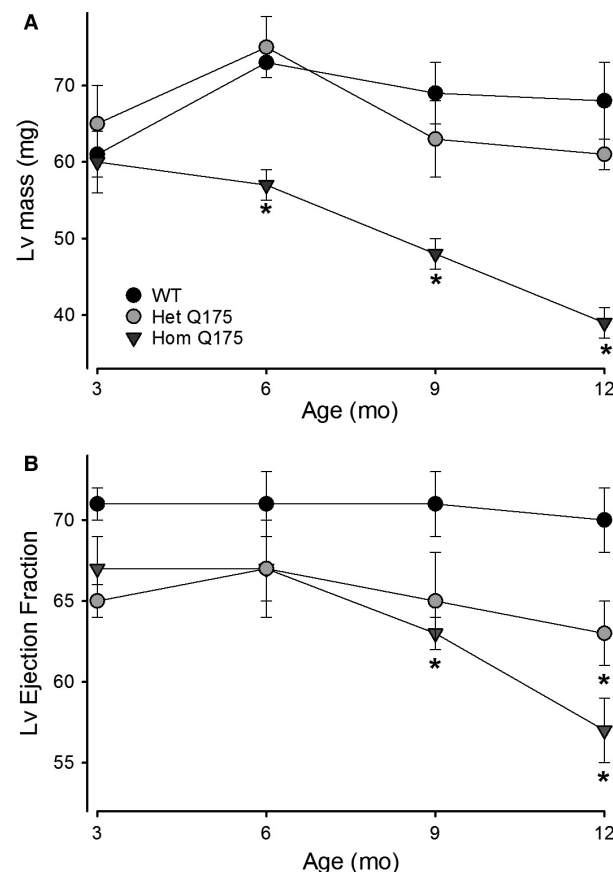 A
Lv mass (mg)
70
60
50
40
WT
Het Q175
Hom Q175
*
*
*
3
6
9
12
Age (mo)
B
Lv Ejection Fraction
70
65
60
55
*
*
*
3
6
9
12
Age (mo)